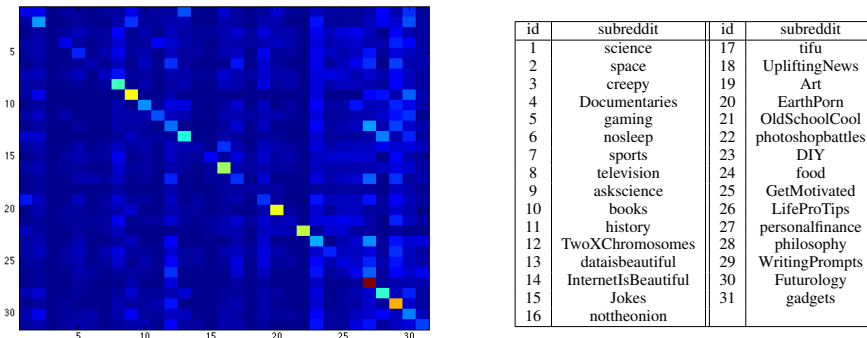 5
10
15
20
25
30
5 10 15 20 25 30
id subreddit id subreddit
1 science 17 tifu
2 space 18 UpliftingNews
3 creepy 19 Art
4 Documentaries 20 EarthPorn
5 gaming 21 OldSchoolCool
6 nosleep 22 photoshopbattles
7 sports 23 DIY
8 television 24 food
9 askscience 25 GetMotivated
10 books 26 LifeProTips
11 history 27 personalfinance
12 TwoXChromosomes 28 philosophy
13 dataisbeautiful 29 WritingPrompts
14 InternetIsBeautiful 30 Futurology
15 Jokes 31 gadgets
16 nottheonion